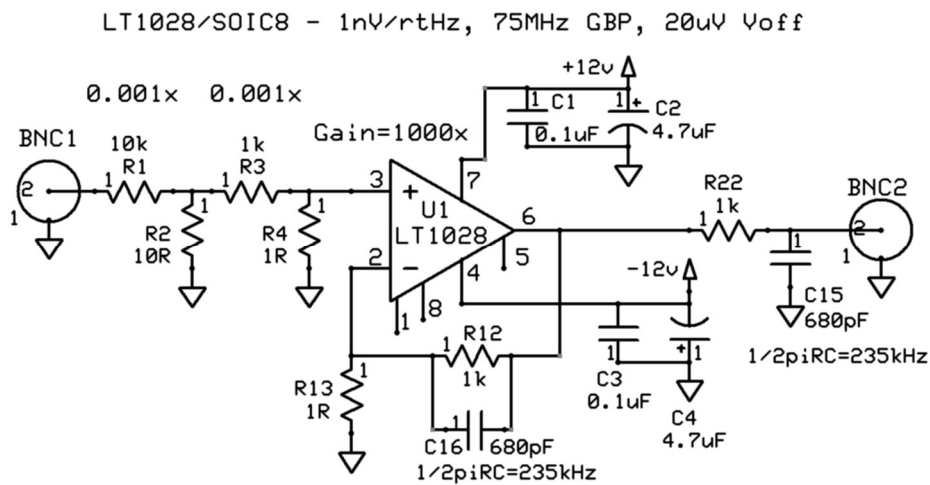 LT1028/SOIC8 - 1nV/rtHz, 75MHz GBP, 20uV Voff
0.001x 0.001x
Gain=1000x
BNC1
2
1
10k
R1
1
1k
R3
1
R2
10R
1
R4
1R
1
3
+
2
-
U1
LT1028
7
6
5
4
8
1
+12v
1
C1
0.1uF
1
+
C2
4.7uF
R22
1k
1
BNC2
2
1
1
C15
680pF
1/2piRC=235kHz
-12v
1
C3
0.1uF
+
1
C4
4.7uF
R12
1
1k
R13
1R
1
C16
1
680pF
1/2piRC=235kHz